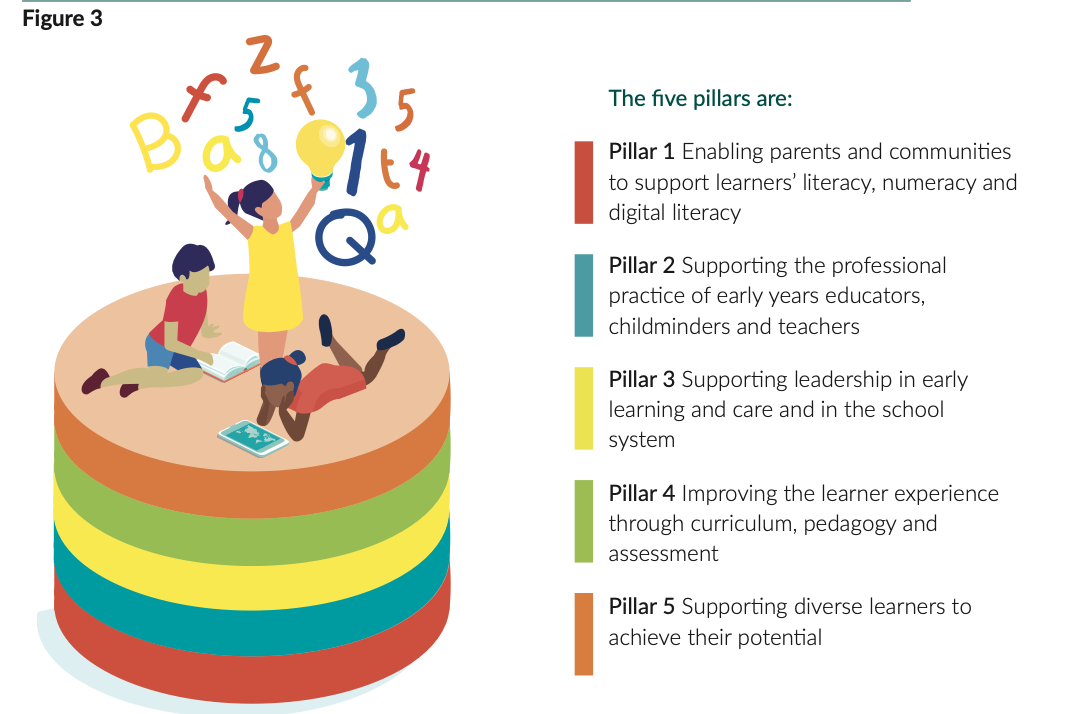 Figure 3
z
f
f
3
5
5
B
a
8
1
t
4
Q
a
The five pillars are:
Pillar 1 Enabling parents and communities
to support learners’ literacy, numeracy and
digital literacy
Pillar 2 Supporting the professional
practice of early years educators,
childminders and teachers
Pillar 3 Supporting leadership in early
learning and care and in the school
system
Pillar 4 Improving the learner experience
through curriculum, pedagogy and
assessment
Pillar 5 Supporting diverse learners to
achieve their potential